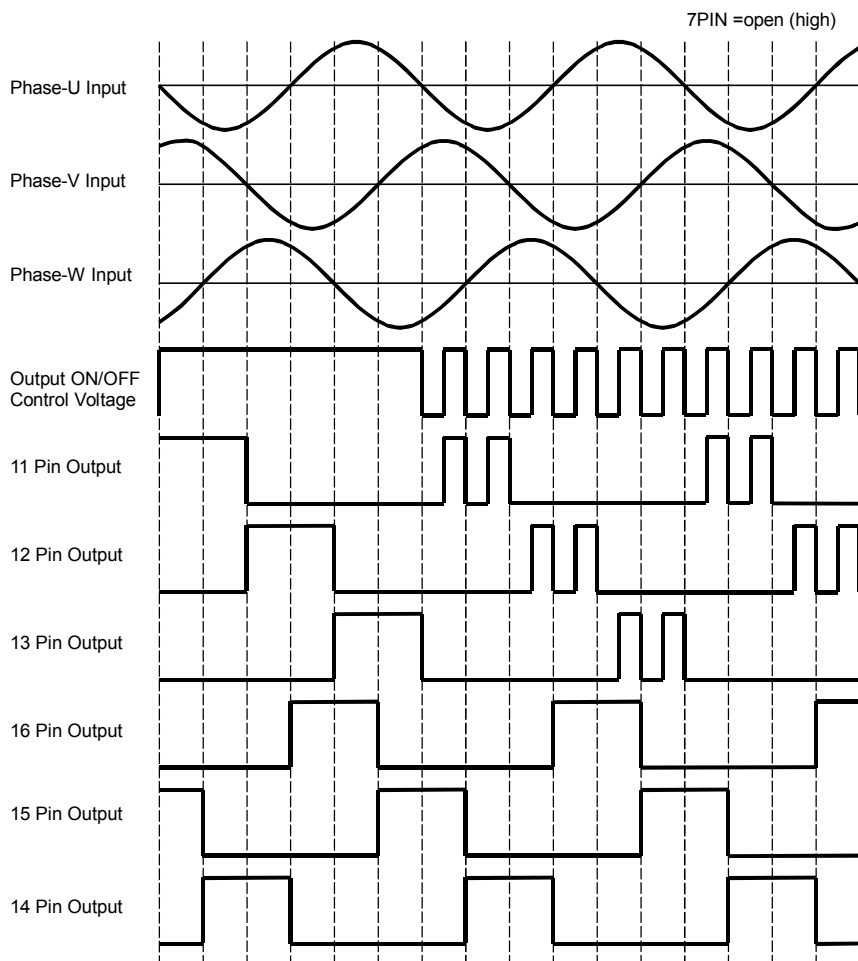 7PIN =open (high)
Phase-U Input
Phase-V Input
Phase-W Input
Output ON/OFF
Control Voltage
11 Pin Output
12 Pin Output
13 Pin Output
16 Pin Output
15 Pin Output
14 Pin Output